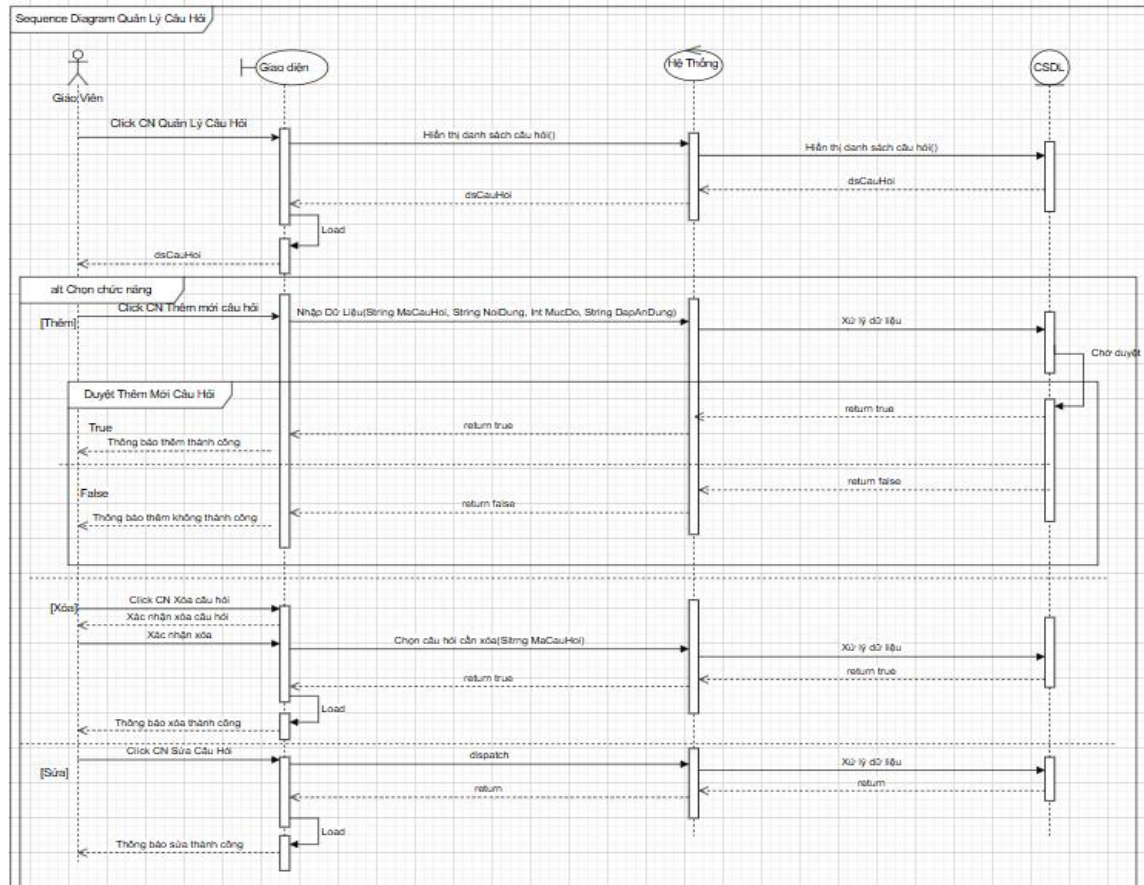 Sequence Diagram Quản Lý Câu Hỏi
Giáo Viên
Giao diện
Hệ Thống
CSDL
Click CN Quản Lý Câu Hỏi
Hiển thị danh sách câu hỏi()
Hiển thị danh sách câu hỏi()
dsCauHoi
dsCauHoi
Load
dsCauHoi
alt Chọn chức năng
[Thêm]
Click CN Thêm mới câu hỏi
Nhập Dữ Liệu(String MaCauHoi, String NoiDung, Int MucDo, String DapAnDung)
Xử lý dữ liệu
Chờ duyệt
Duyệt Thêm Mới Câu Hỏi
return true
return true
True
Thông báo thêm thành công
return false
return false
False
Thông báo thêm không thành công
[Xóa]
Click CN Xóa câu hỏi
Xác nhận xóa câu hỏi
Xác nhận xóa
Chọn câu hỏi cần xóa(Sitrng MaCauHoi)
Xử lý dữ liệu
return true
return true
Load
Thông báo xóa thành công
[Sửa]
Click CN Sửa Câu Hỏi
dispatch
Xử lý dữ liệu
return
return
Load
Thông báo sửa thành công